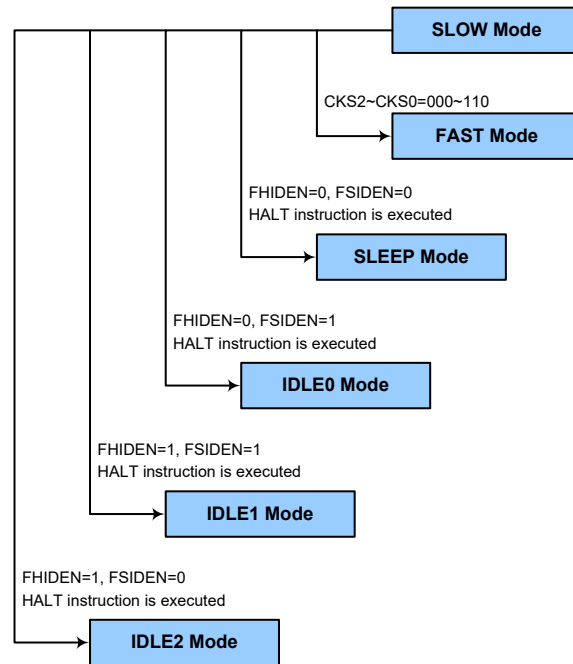 SLOW Mode
CKS2~CKS0=000~110
FAST Mode
FHIDEN=0, FSIDEN=0
HALT instruction is executed
SLEEP Mode
FHIDEN=0, FSIDEN=1
HALT instruction is executed
IDLE0 Mode
FHIDEN=1, FSIDEN=1
HALT instruction is executed
IDLE1 Mode
FHIDEN=1, FSIDEN=0
HALT instruction is executed
IDLE2 Mode